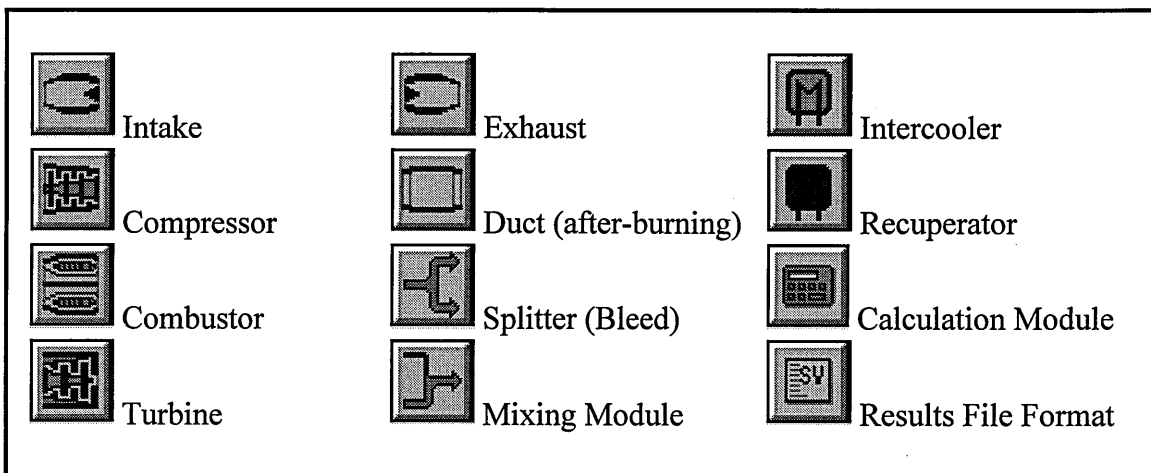 Intake
Exhaust
Intercooler
Compressor
Duct (after-burning)
Recuperator
Combustor
Splitter (Bleed)
Calculation Module
Turbine
Mixing Module
SV
Results File Format